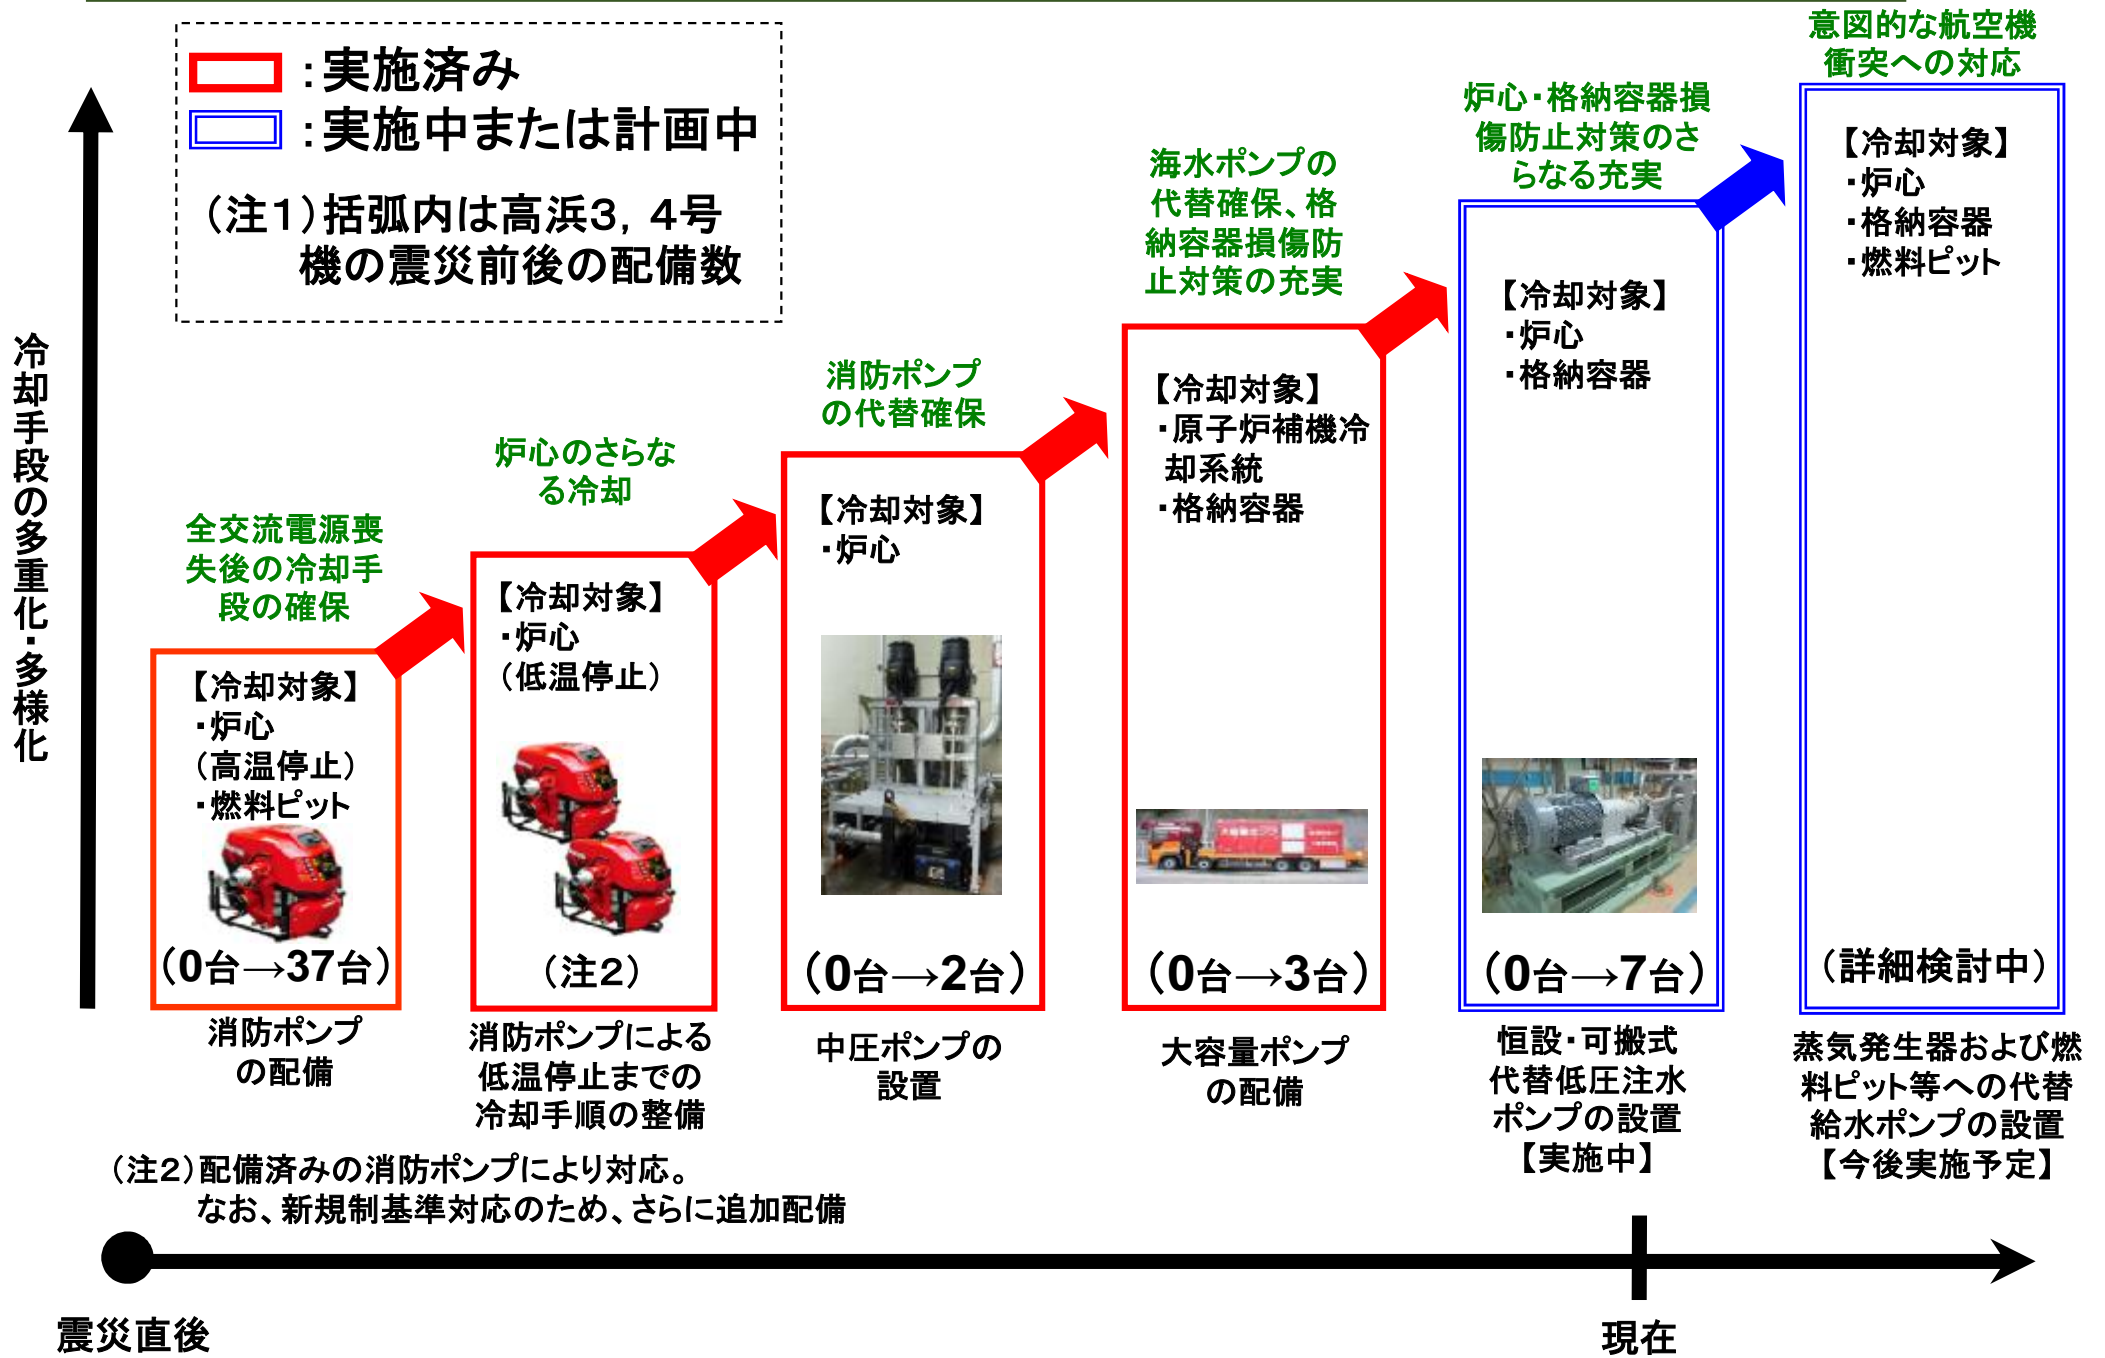 ：実施済み
：実施中または計画中
（注１）括弧内は高浜３，４号
機の震災前後の配備数
冷却手段の多重化・多様化
全交流電源喪
失後の冷却手
段の確保
【冷却対象】
・炉心
（高温停止）
・燃料ピット
（0台→37台）
消防ポンプ
の配備
炉心のさらな
る冷却
【冷却対象】
・炉心
（低温停止）
（注２）
消防ポンプによる
低温停止までの
冷却手順の整備
消防ポンプ
の代替確保
【冷却対象】
・炉心
（0台→2台）
中圧ポンプの
設置
海水ポンプの
代替確保、格
納容器損傷防
止対策の充実
【冷却対象】
・原子炉補機冷
却系統
・格納容器
（0台→3台）
大容量ポンプ
の配備
炉心・格納容器損
傷防止対策のさ
らなる充実
【冷却対象】
・炉心
・格納容器
（0台→7台）
恒設・可搬式
代替低圧注水
ポンプの設置
【実施中】
意図的な航空機
衝突への対応
【冷却対象】
・炉心
・格納容器
・燃料ピット
（詳細検討中）
蒸気発生器および燃
料ピット等への代替
給水ポンプの設置
【今後実施予定】
（注２）配備済みの消防ポンプにより対応。
なお、新規制基準対応のため、さらに追加配備
震災直後
現在